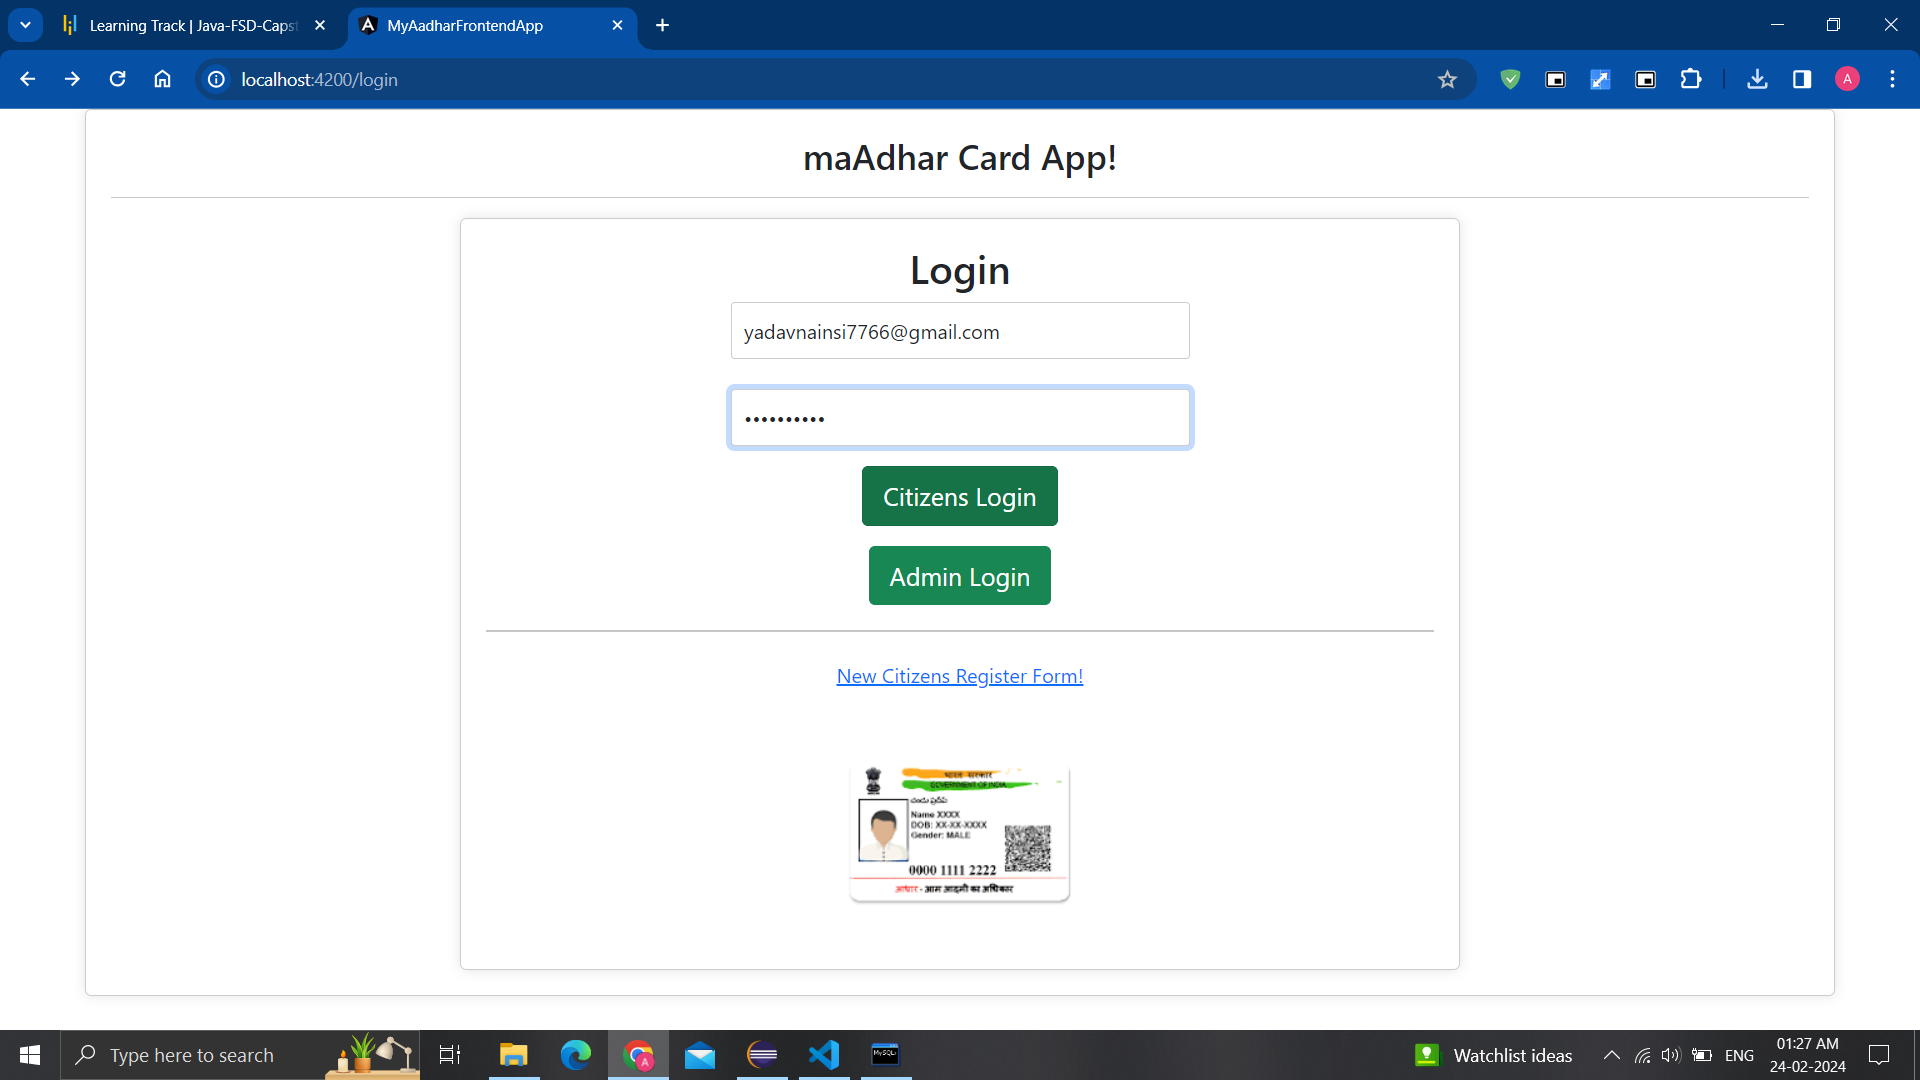 Learning Track | Java-FSD-Capst
MyAadharFrontendApp
localhost:4200/login
A
maAdhar Card App!
Login
yadavnainsi7766@gmail.com
••••••••••
Citizens Login
Admin Login
New Citizens Register Form!
भारत सरकार
GOVERNMENT OF INDIA
Name XXXX
DOB: XX-XX-XXXX
Gender: MALE
0000 1111 2222
आधार - आम आदमी का अधिकार
Type here to search
A
MySQL
Watchlist ideas
ENG
01:27 AM
24-02-2024